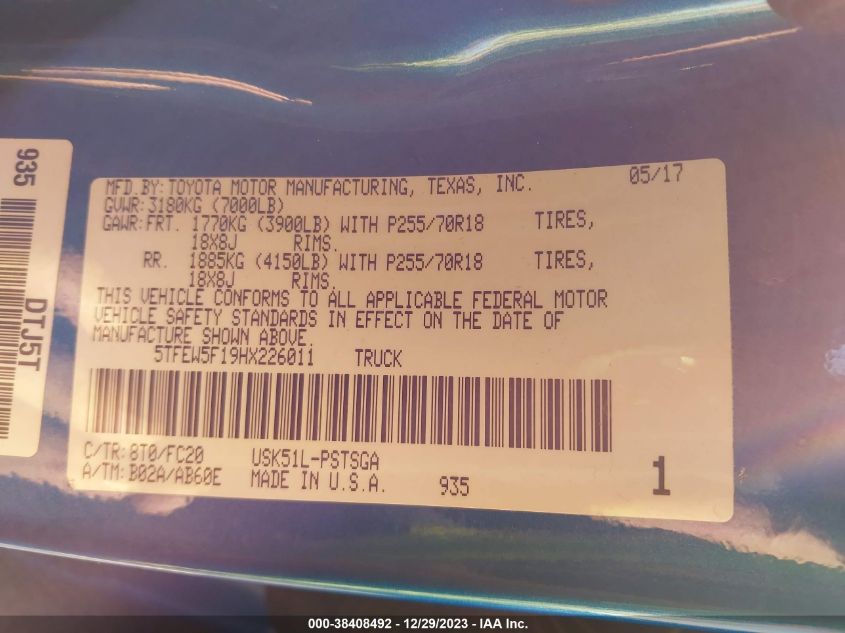 935
DTJ5T
MFD.BY:TOYOTA MOTOR MANUFACTURING, TEXAS, INC. 05/17
GVWR:3180KG (7000LB)
GAWR:FRT. 1770KG (3900LB) WITH P255/70R18 TIRES,
18X8J RIMS.
RR. 1885KG (4150LB) WITH P255/70R18 TIRES,
18X8J RIMS.
THIS VEHICLE CONFORMS TO ALL APPLICABLE FEDERAL MOTOR
VEHICLE SAFETY STANDARDS IN EFFECT ON THE DATE OF
MANUFACTURE SHOWN ABOVE.
5TFEW5F19HX226011 TRUCK
C/TR:8T0/FC20 USK51L-PSTSGA
A/TM:B02A/AB60E MADE IN U.S.A. 935 1
000-38408492 - 12/29/2023 - IAA Inc.